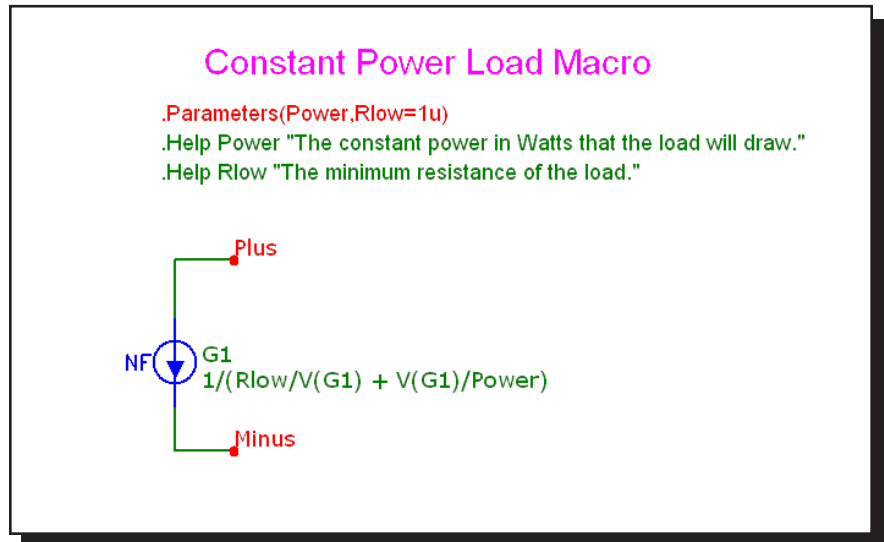 Constant Power Load Macro
.Parameters(Power,Rlow=1u)
.Help Power "The constant power in Watts that the load will draw."
.Help Rlow "The minimum resistance of the load."
Plus
NF
G1
1/(Rlow/V(G1) + V(G1)/Power)
Minus